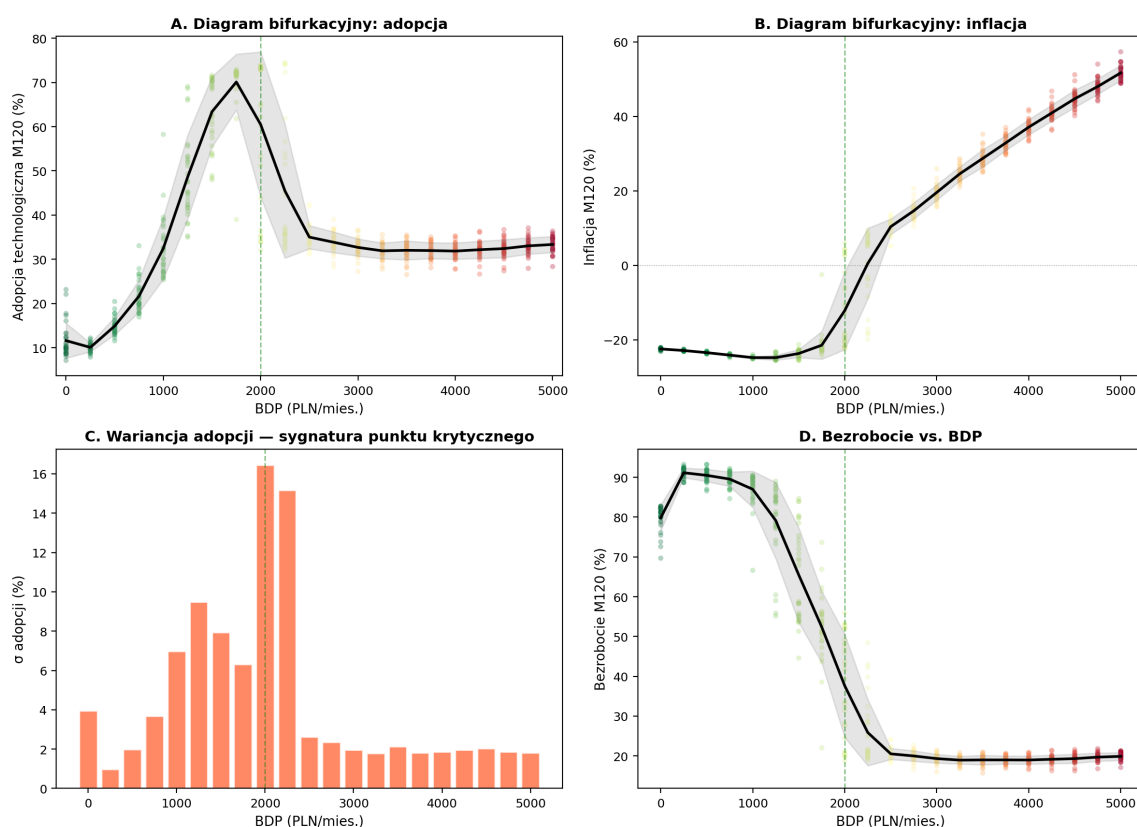 A. Diagram bifurkacyjny: adopcja
80
70
60
50
40
30
20
10
Adopcja technologiczna M120 (%)
0 1000 2000 3000 4000 5000
BDP (PLN/mies.)
B. Diagram bifurkacyjny: inflacja
60
40
20
0
−20
Inflacja M120 (%)
0 1000 2000 3000 4000 5000
BDP (PLN/mies.)
C. Wariancja adopcji — sygnatura punktu krytycznego
16
14
12
10
8
6
4
2
0
σ adopcji (%)
0 1000 2000 3000 4000 5000
BDP (PLN/mies.)
D. Bezrobocie vs. BDP
90
80
70
60
50
40
30
20
Bezrobocie M120 (%)
0 1000 2000 3000 4000 5000
BDP (PLN/mies.)